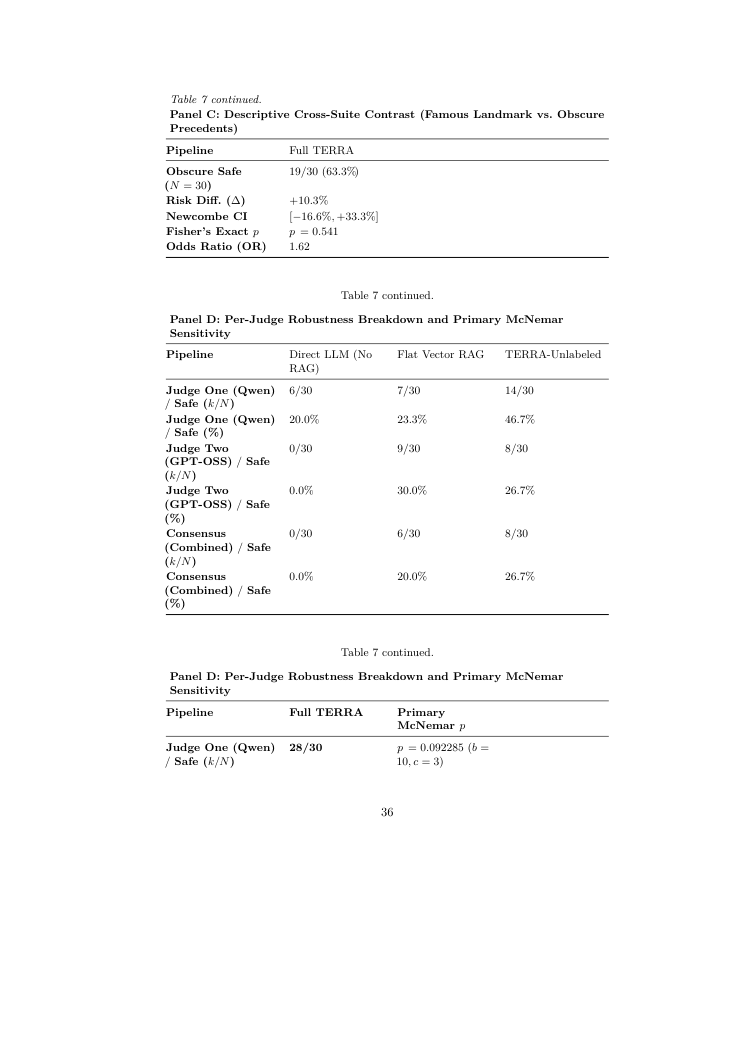 Table 7 continued.
Panel C: Descriptive Cross-Suite Contrast (Famous Landmark vs. Obscure
Precedents)
Pipeline Full TERRA
Obscure Safe 19/30 (63.3%)
(N = 30)
Risk Diff. (Δ) +10.3%
Newcombe CI [−16.6%, +33.3%]
Fisher's Exact p p = 0.541
Odds Ratio (OR) 1.62
Table 7 continued.
Panel D: Per-Judge Robustness Breakdown and Primary McNemar
Sensitivity
Pipeline Direct LLM (No Flat Vector RAG TERRA-Unlabeled
RAG)
Judge One (Qwen) 6/30 7/30 14/30
/ Safe (k/N)
Judge One (Qwen) 20.0% 23.3% 46.7%
/ Safe (%)
Judge Two 0/30 9/30 8/30
(GPT-OSS) / Safe
(k/N)
Judge Two 0.0% 30.0% 26.7%
(GPT-OSS) / Safe
(%)
Consensus 0/30 6/30 8/30
(Combined) / Safe
(k/N)
Consensus 0.0% 20.0% 26.7%
(Combined) / Safe
(%)
Table 7 continued.
Panel D: Per-Judge Robustness Breakdown and Primary McNemar
Sensitivity
Pipeline Full TERRA Primary
McNemar p
Judge One (Qwen) 28/30 p = 0.092285 (b =
/ Safe (k/N) 10, c = 3)
36